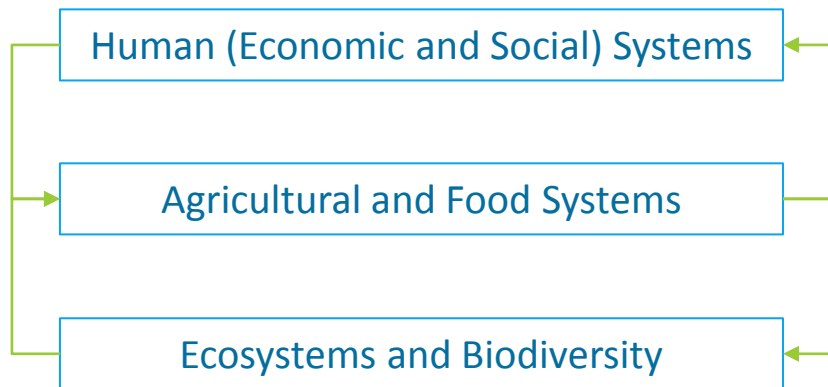 Human (Economic and Social) Systems
Agricultural and Food Systems
Ecosystems and Biodiversity